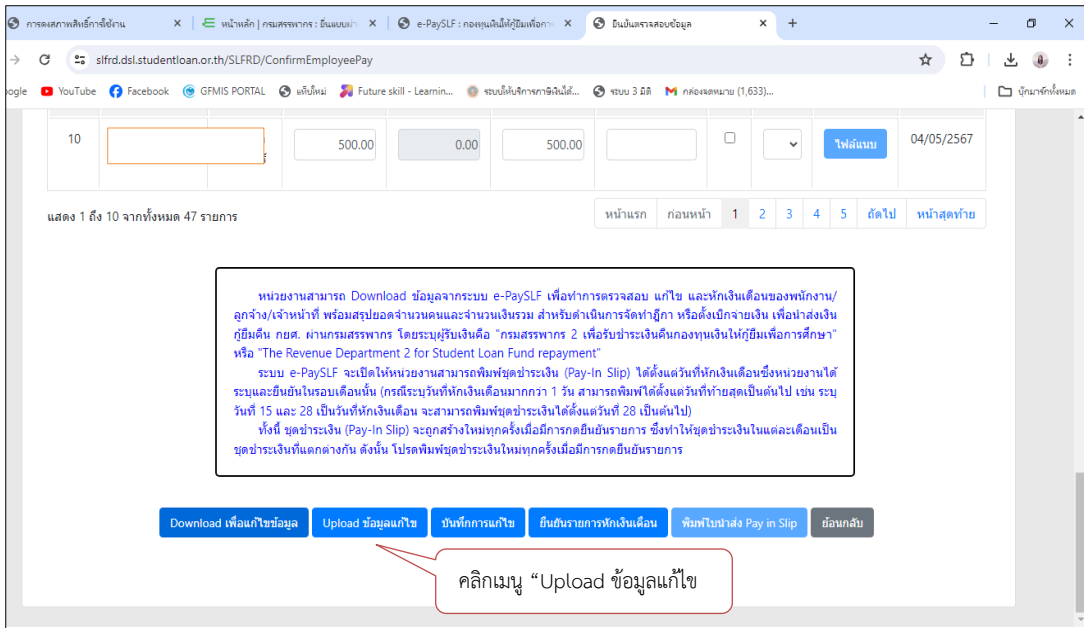 การคงสภาพสิทธิ์การใช้งาน
หน้าหลัก | กรมสรรพากร : ยื่นแบบผ่า
e-PaySLF : กองทุนเงินให้กู้ยืมเพื่อกา
ยืนยันตรวจสอบข้อมูล
slfrd.dsl.studentloan.or.th/SLFRD/ConfirmEmployeePay
YouTube
Facebook
GFMIS PORTAL
แท็บใหม่
Future skill - Learnin...
ระบบ 3 มิติ
กล่องจดหมาย (1,633)...
บุ๊กมาร์กทั้งหมด
10
500.00
0.00
500.00
ไฟล์แนบ
04/05/2567
แสดง 1 ถึง 10 จากทั้งหมด 47 รายการ
หน้าแรก ก่อนหน้า 1 2 3 4 5 ถัดไป หน้าสุดท้าย
หน่วยงานสามารถ Download ข้อมูลจากระบบ e-PaySLF เพื่อทำการตรวจสอบ แก้ไข และหักเงินเดือนของพนักงาน/
ลูกจ้าง/เจ้าหน้าที่ พร้อมสรุปยอดจำนวนคนและจำนวนเงินรวม สำหรับดำเนินการจัดทำฎีกา หรือตั้งเบิกจ่ายเงิน เพื่อนำส่งเงิน
กู้ยืมคืน กยศ. ผ่านกรมสรรพากร โดยระบุผู้รับเงินคือ "กรมสรรพากร 2 เพื่อรับชำระเงินคืนกองทุนเงินให้กู้ยืมเพื่อการศึกษา"
หรือ "The Revenue Department 2 for Student Loan Fund repayment"
ระบบ e-PaySLF จะเปิดให้หน่วยงานสามารถพิมพ์ชุดชำระเงิน (Pay-In Slip) ได้ตั้งแต่วันที่หักเงินเดือนซึ่งหน่วยงานได้
ระบุและยืนยันในรอบเดือนนั้น (กรณีระบุวันที่หักเงินเดือนมากกว่า 1 วัน สามารถพิมพ์ได้ตั้งแต่วันที่ท้ายสุดเป็นต้นไป เช่น ระบุ
วันที่ 15 และ 28 เป็นวันที่หักเงินเดือน จะสามารถพิมพ์ชุดชำระเงินได้ตั้งแต่วันที่ 28 เป็นต้นไป)
ทั้งนี้ ชุดชำระเงิน (Pay-In Slip) จะถูกสร้างใหม่ทุกครั้งเมื่อมีการกดยืนยันรายการ ซึ่งทำให้ชุดชำระเงินในแต่ละเดือนเป็น
ชุดชำระเงินที่แตกต่างกัน ดังนั้น โปรดพิมพ์ชุดชำระเงินใหม่ทุกครั้งเมื่อมีการกดยืนยันรายการ
Download เพื่อแก้ไขข้อมูล
Upload ข้อมูลแก้ไข
บันทึกการแก้ไข
ยืนยันรายการหักเงินเดือน
พิมพ์ใบนำส่ง Pay in Slip
ย้อนกลับ
คลิกเมนู “Upload ข้อมูลแก้ไข